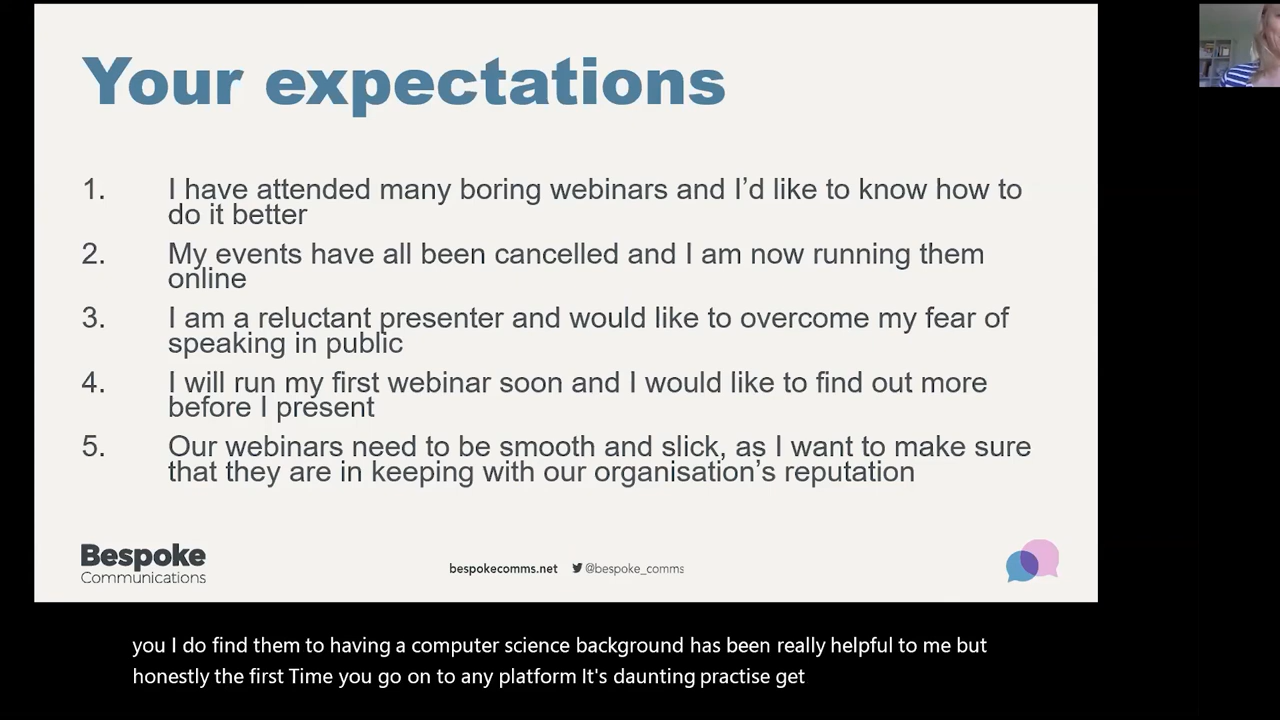 Your expectations
1. I have attended many boring webinars and I’d like to know how to
do it better
2. My events have all been cancelled and I am now running them
online
3. I am a reluctant presenter and would like to overcome my fear of
speaking in public
4. I will run my first webinar soon and I would like to find out more
before I present
5. Our webinars need to be smooth and slick, as I want to make sure
that they are in keeping with our organisation’s reputation
Bespoke
Communications
bespokecomms.net @bespoke_comms
you I do find them to having a computer science background has been really helpful to me but
honestly the first Time you go on to any platform It's daunting practise get